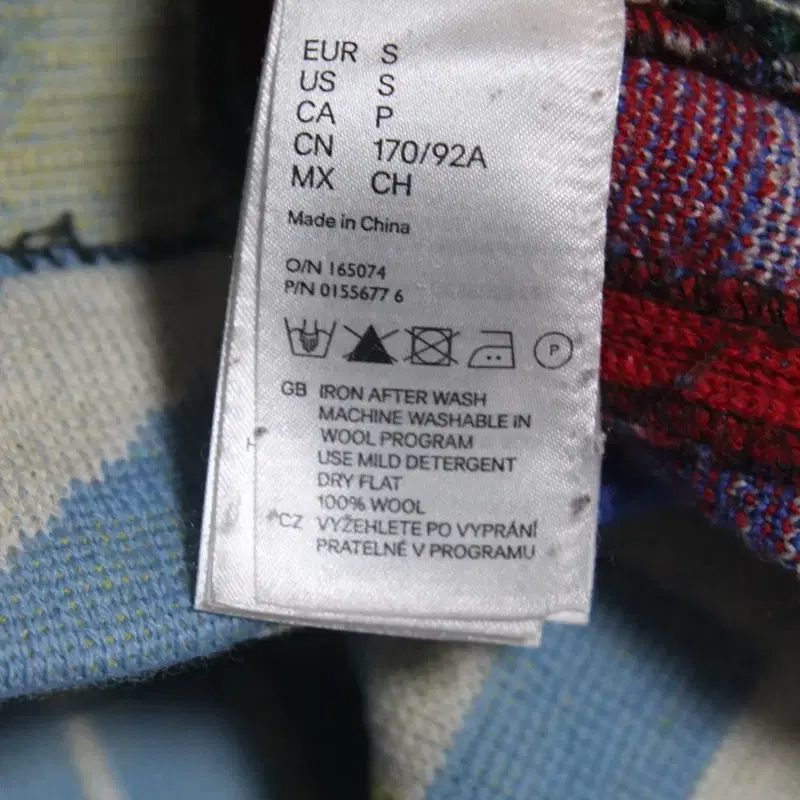 EUR S
US S
CA P
CN 170/92A
MX CH
Made in China
O/N 165074
P/N 0155677 6
P
GB IRON AFTER WASH
MACHINE WASHABLE IN
WOOL PROGRAM
USE MILD DETERGENT
DRY FLAT
100% WOOL
*CZ VYŽEHLETE PO VYPRÁNÍ
PRATELNÉ V PROGRAMU